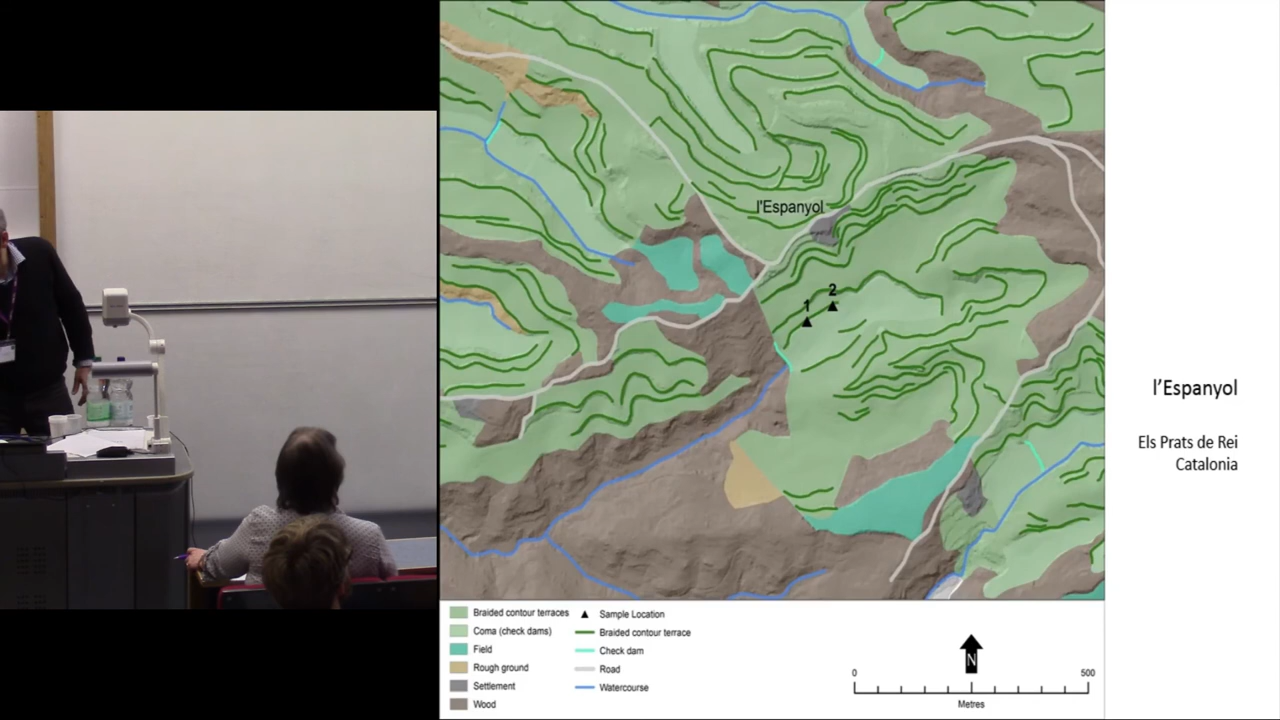 l'Espanyol
1
2
l'Espanyol
Els Prats de Rei
Catalonia
Braided contour terraces
Coma (check dams)
Field
Rough ground
Settlement
Wood
Sample Location
Braided contour terrace
Check dam
Road
Watercourse
N
0 500
Metres